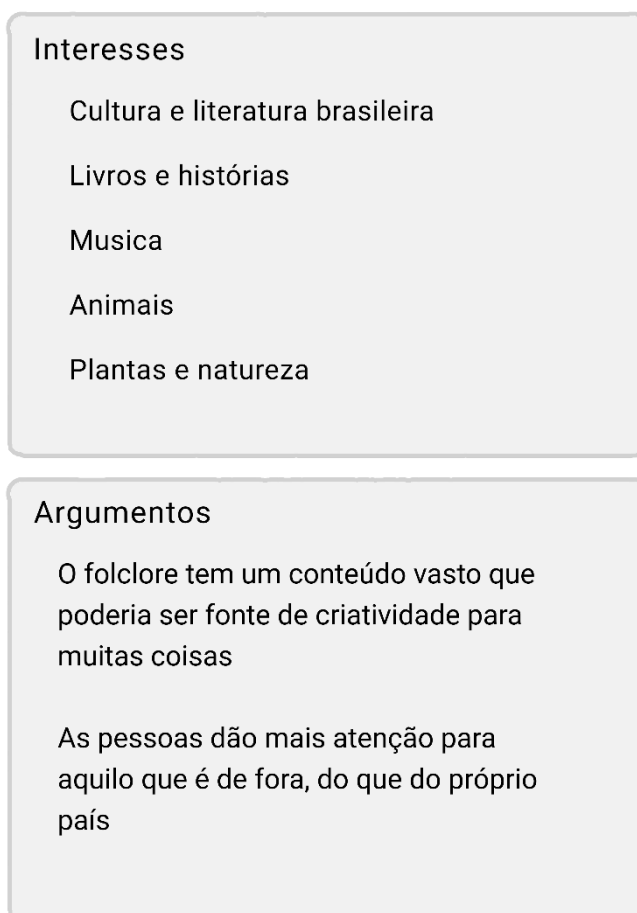 Interesses
Cultura e literatura brasileira
Livros e histórias
Musica
Animais
Plantas e natureza
Argumentos
O folclore tem um conteúdo vasto que
poderia ser fonte de criatividade para
muitas coisas
As pessoas dão mais atenção para
aquilo que é de fora, do que do próprio
país